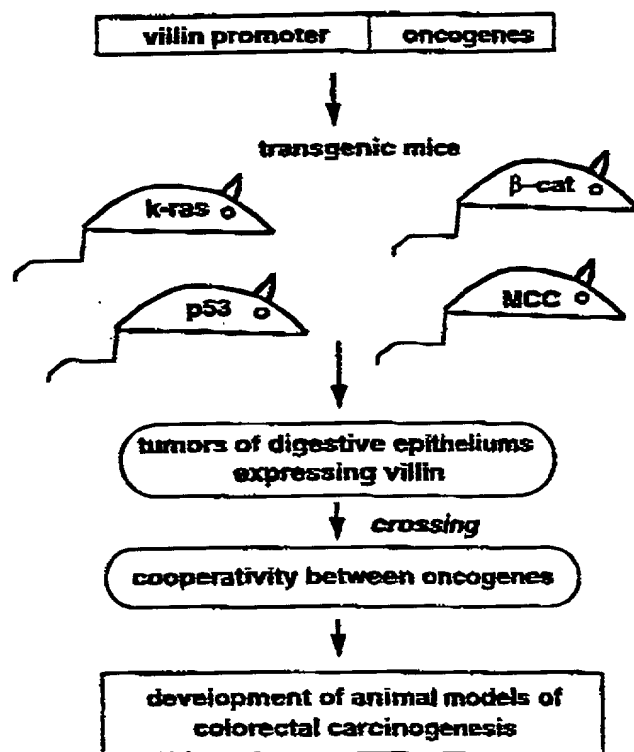 villin promoter oncogenes
transgenic mice
k-ras β-cat
p53 MCC
tumors of digestive epitheliums
expressing villin
crossing
cooperativity between oncogenes
development of animal models of
colorectal carcinogenesis